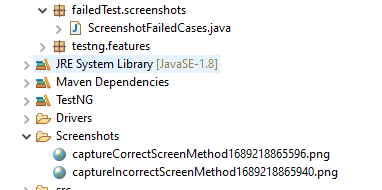 failedTest.screenshots
ScreenshotFailedCases.java
testng.features
JRE System Library [JavaSE-1.8]
Maven Dependencies
TestNG
Drivers
Screenshots
captureCorrectScreenMethod1689218865596.png
captureIncorrectScreenMethod1689218865940.png
src